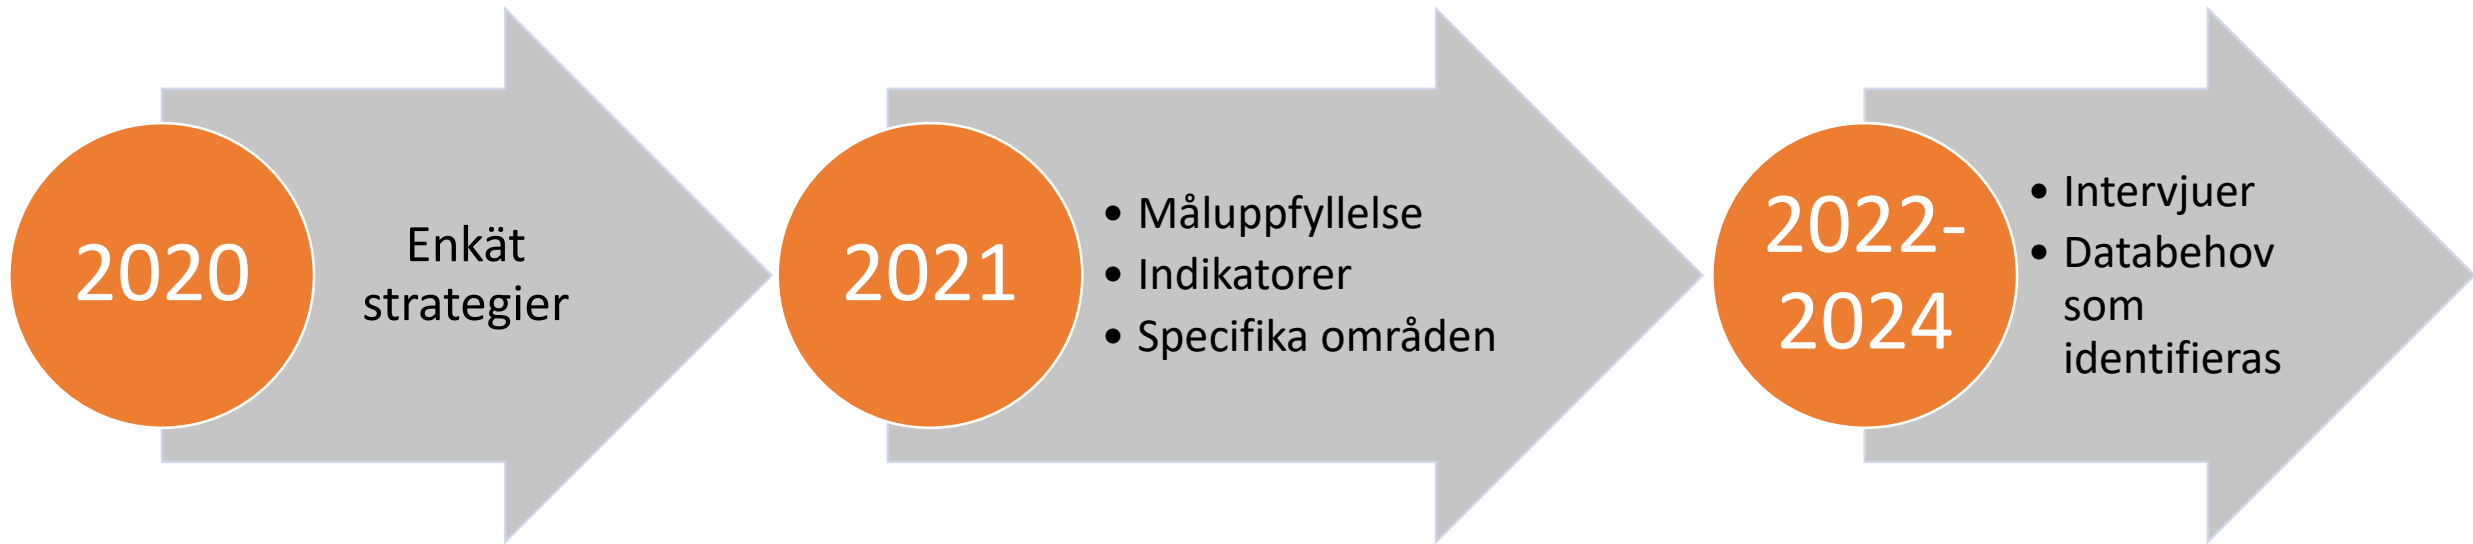 2020
Enkät
strategier
2021
• Måluppfyllelse
• Indikatorer
• Specifika områden
2022-
2024
• Intervjuer
• Databehov
som
identifieras